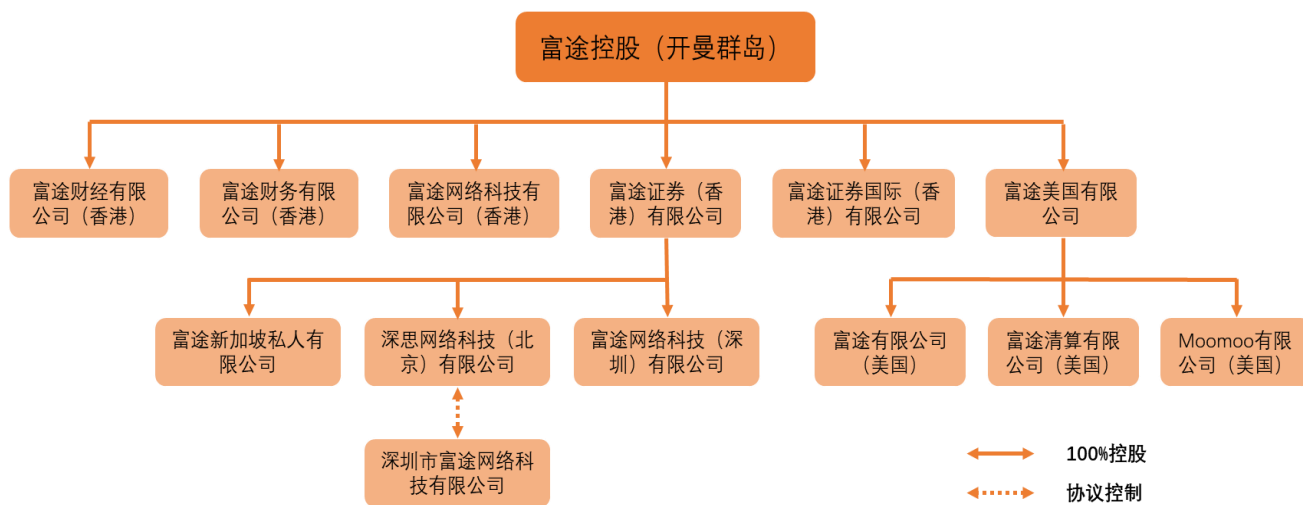 富途控股（开曼群岛）
富途财经有限
公司（香港）
富途财务有限
公司（香港）
富途网络科技有
限公司（香港）
富途证券（香
港）有限公司
富途证券国际（香
港）有限公司
富途美国有限
公司
富途新加坡私人有
限公司
深思网络科技（北
京）有限公司
富途网络科技（深
圳）有限公司
富途有限公司
（美国）
富途清算有限
公司（美国）
Moomoo有限
公司（美国）
深圳市富途网络科
技有限公司
100%控股
协议控制